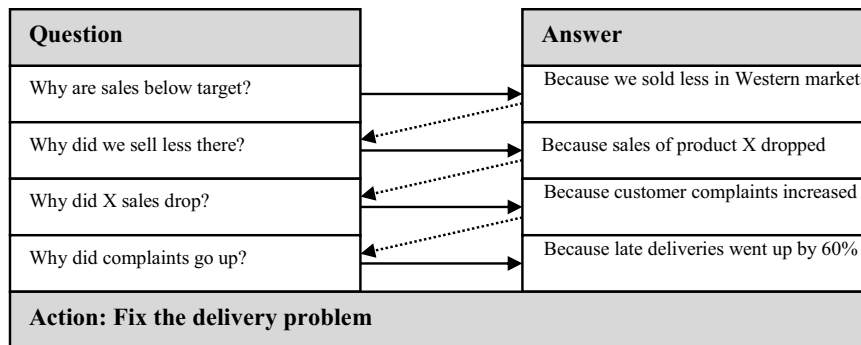 Question
Answer
Why are sales below target?
Because we sold less in Western markets
Why did we sell less there?
Because sales of product X dropped
Why did X sales drop?
Because customer complaints increased
Why did complaints go up?
Because late deliveries went up by 60%
Action: Fix the delivery problem